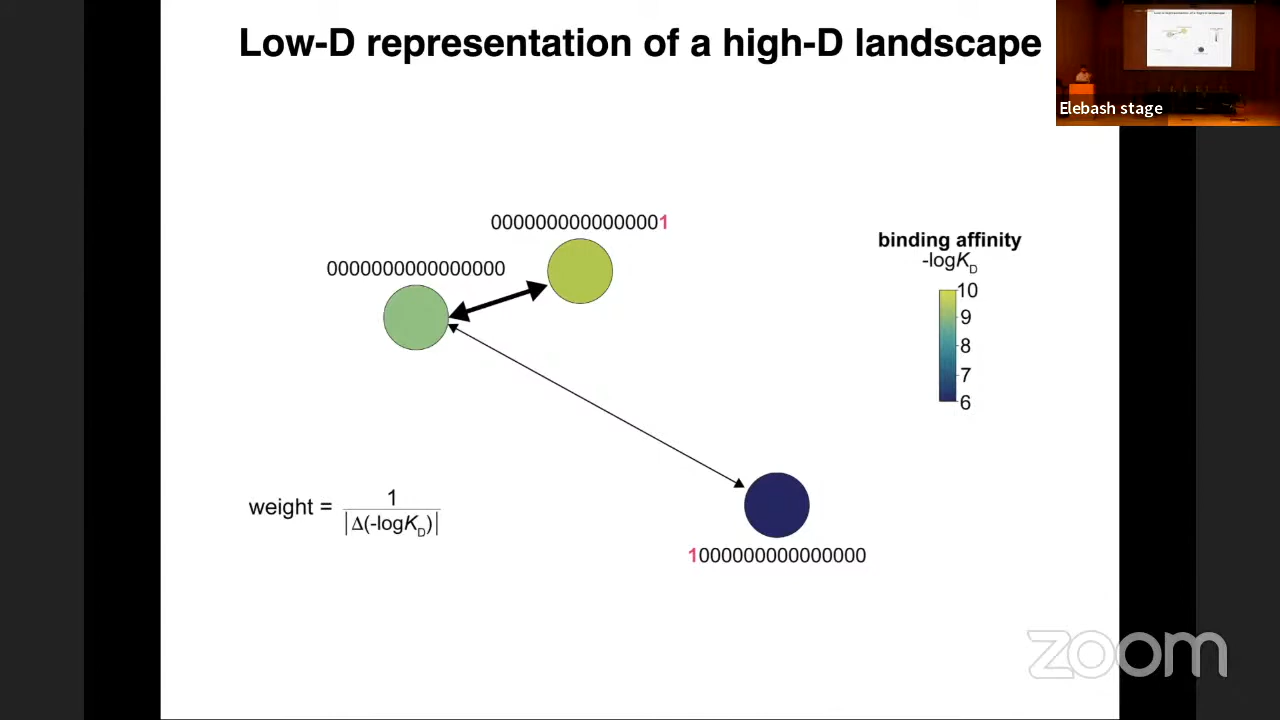 Low-D representation of a high-D landscape
Elebash stage
0000000000000001
0000000000000000
binding affinity
-logK_D
10
9
8
7
6
weight = 1 / |Δ(-logK_D)|
1000000000000000
zoom